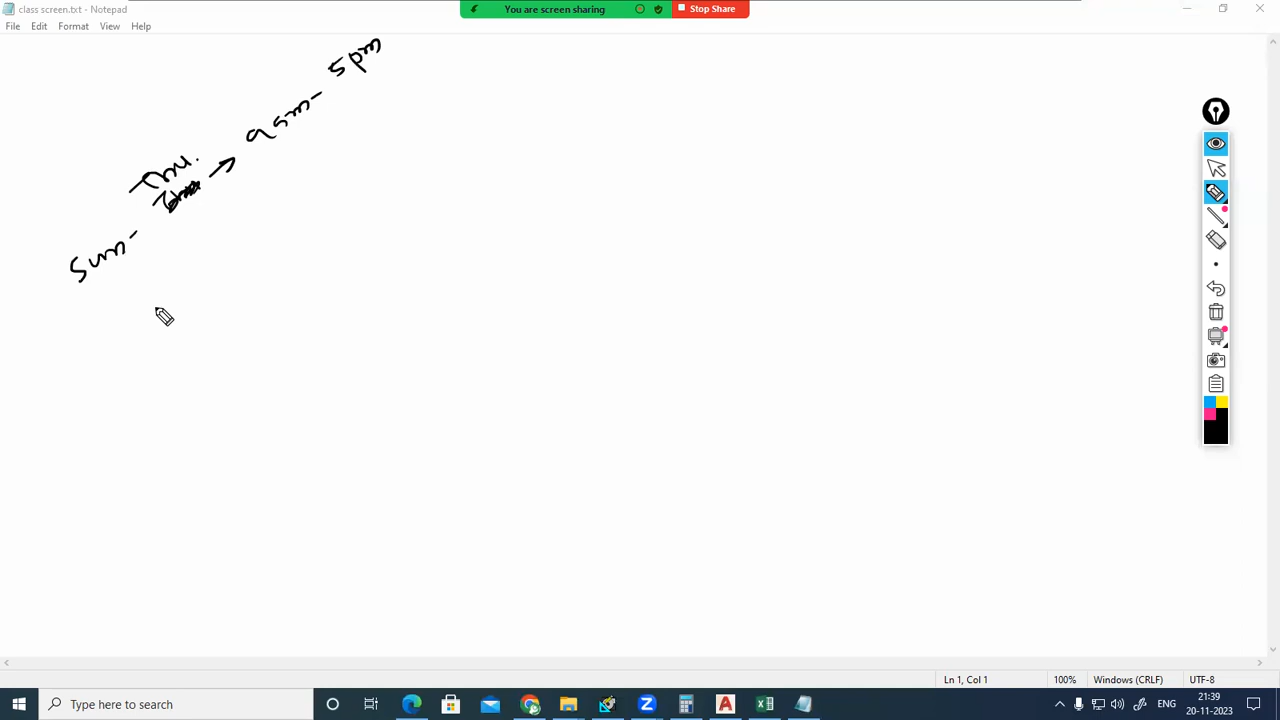 class screen.txt - Notepad
You are screen sharing
Stop Share
File Edit Format View Help
Sun - Thu. → 9am - 5pm
Ln 1, Col 1
100%
Windows (CRLF)
UTF-8
Type here to search
ENG
21:39
20-11-2023